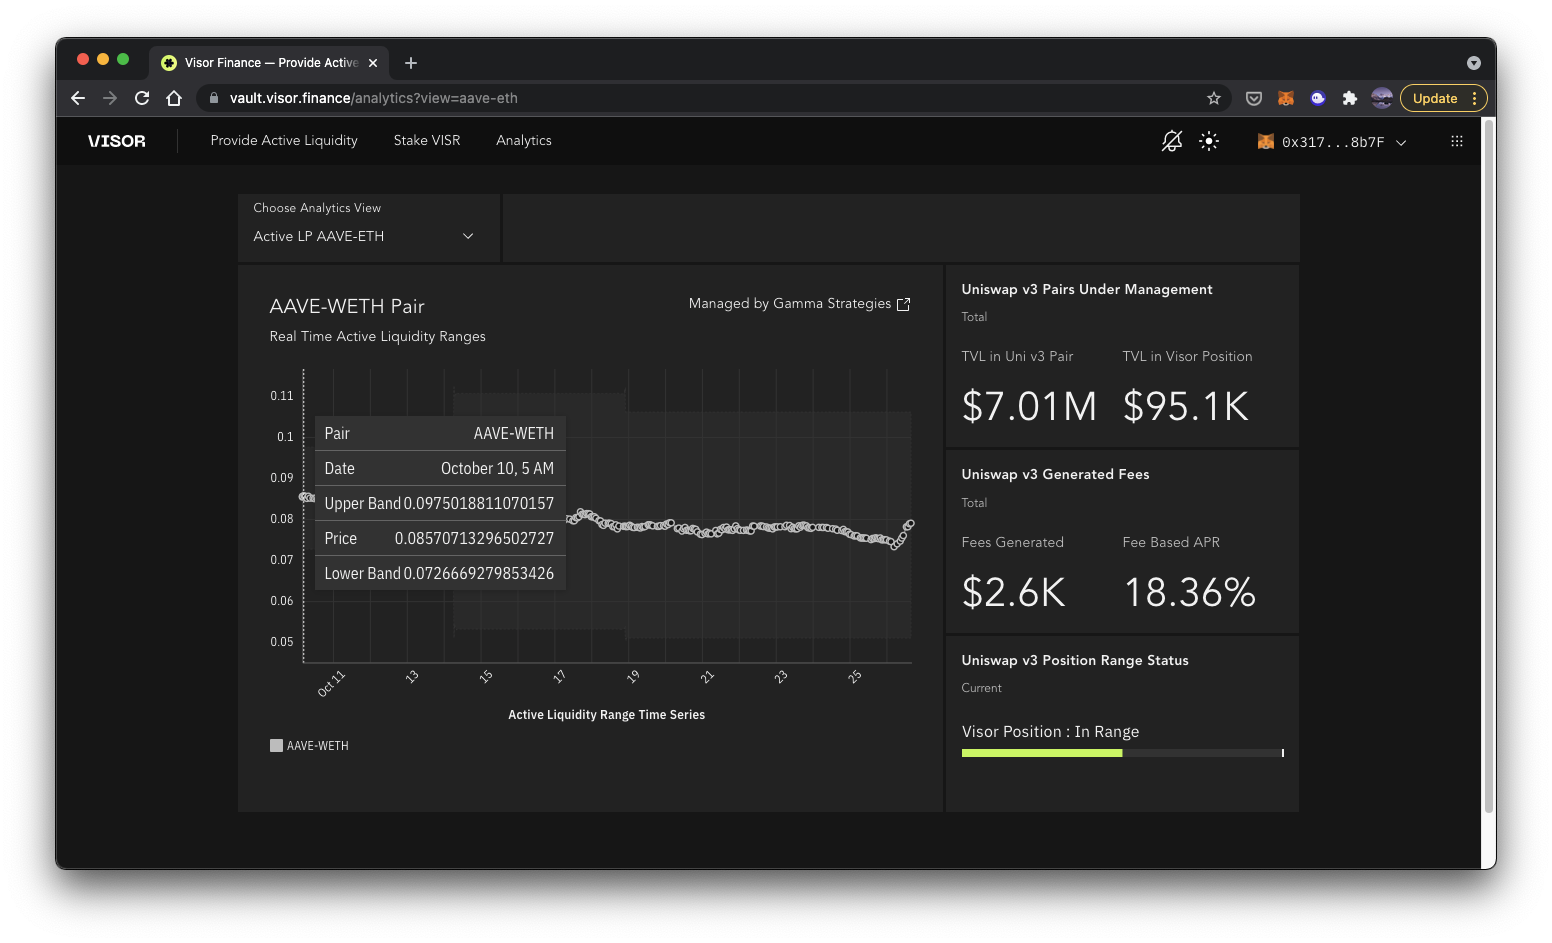 Visor Finance — Provide Active
vault.visor.finance/analytics?view=aave-eth
Update
VISOR
Provide Active Liquidity
Stake VISR
Analytics
0x317...8b7F
Choose Analytics View
Active LP AAVE-ETH
AAVE-WETH Pair
Managed by Gamma Strategies
Real Time Active Liquidity Ranges
0.11
0.1
0.09
0.08
0.07
0.06
0.05
Pair AAVE-WETH
Date October 10, 5 AM
Upper Band 0.0975018811070157
Price 0.08570713296502727
Lower Band 0.0726669279853426
Oct 11
13
15
17
19
21
23
25
Active Liquidity Range Time Series
AAVE-WETH
Uniswap v3 Pairs Under Management
Total
TVL in Uni v3 Pair
TVL in Visor Position
$7.01M
$95.1K
Uniswap v3 Generated Fees
Total
Fees Generated
Fee Based APR
$2.6K
18.36%
Uniswap v3 Position Range Status
Current
Visor Position : In Range